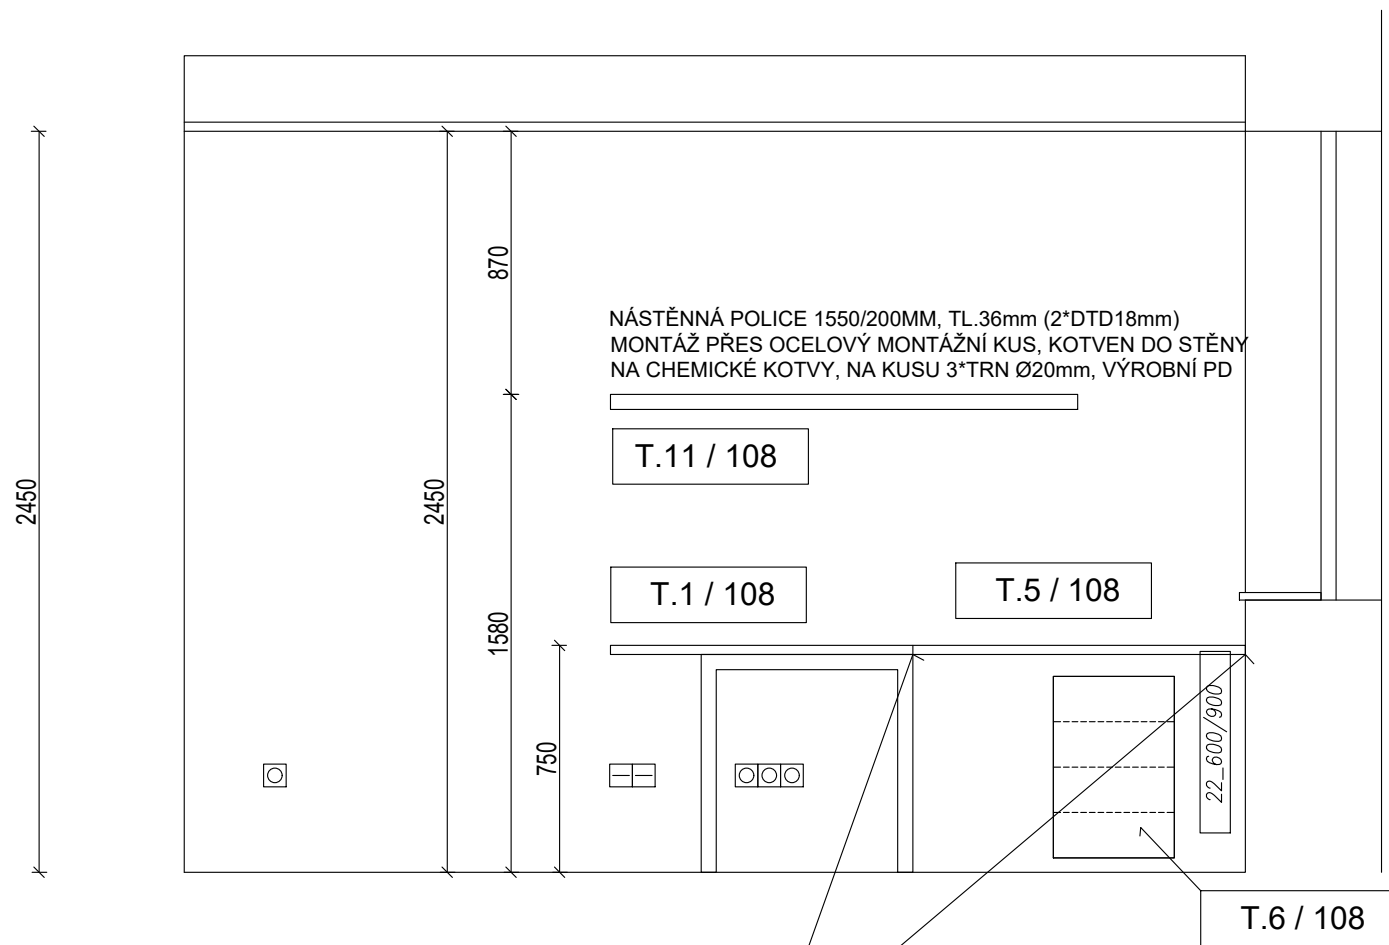 870
NÁSTĚNNÁ POLICE 1550/200MM, TL.36mm (2*DTD18mm)
MONTÁŽ PŘES OCELOVÝ MONTÁŽNÍ KUS, KOTVEN DO STĚNY
NA CHEMICKÉ KOTVY, NA KUSU 3*TRN Ø20mm, VÝROBNÍ PD
T.11 / 108
2450
2450
T.1 / 108
T.5 / 108
1580
750
22_600/900
T.6 / 108